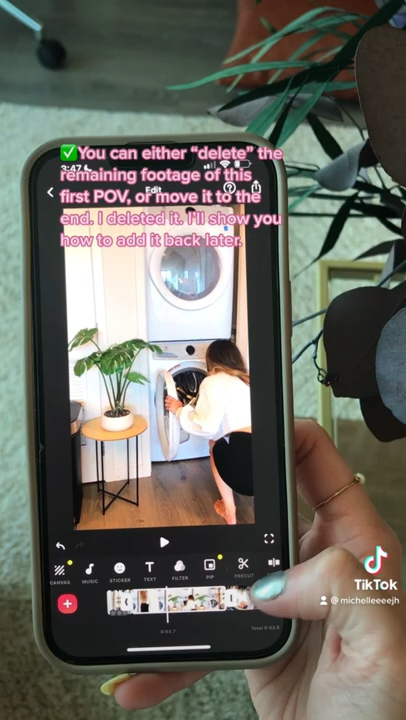 ✅You can either “delete” the
remaining footage of this
first POV, or move it to the
end. I deleted it. I'll show you
how to add it back later.
3:47
Edit
CANVAS MUSIC STICKER TEXT FILTER PIP PRECUT
TikTok
@michelleeeejh